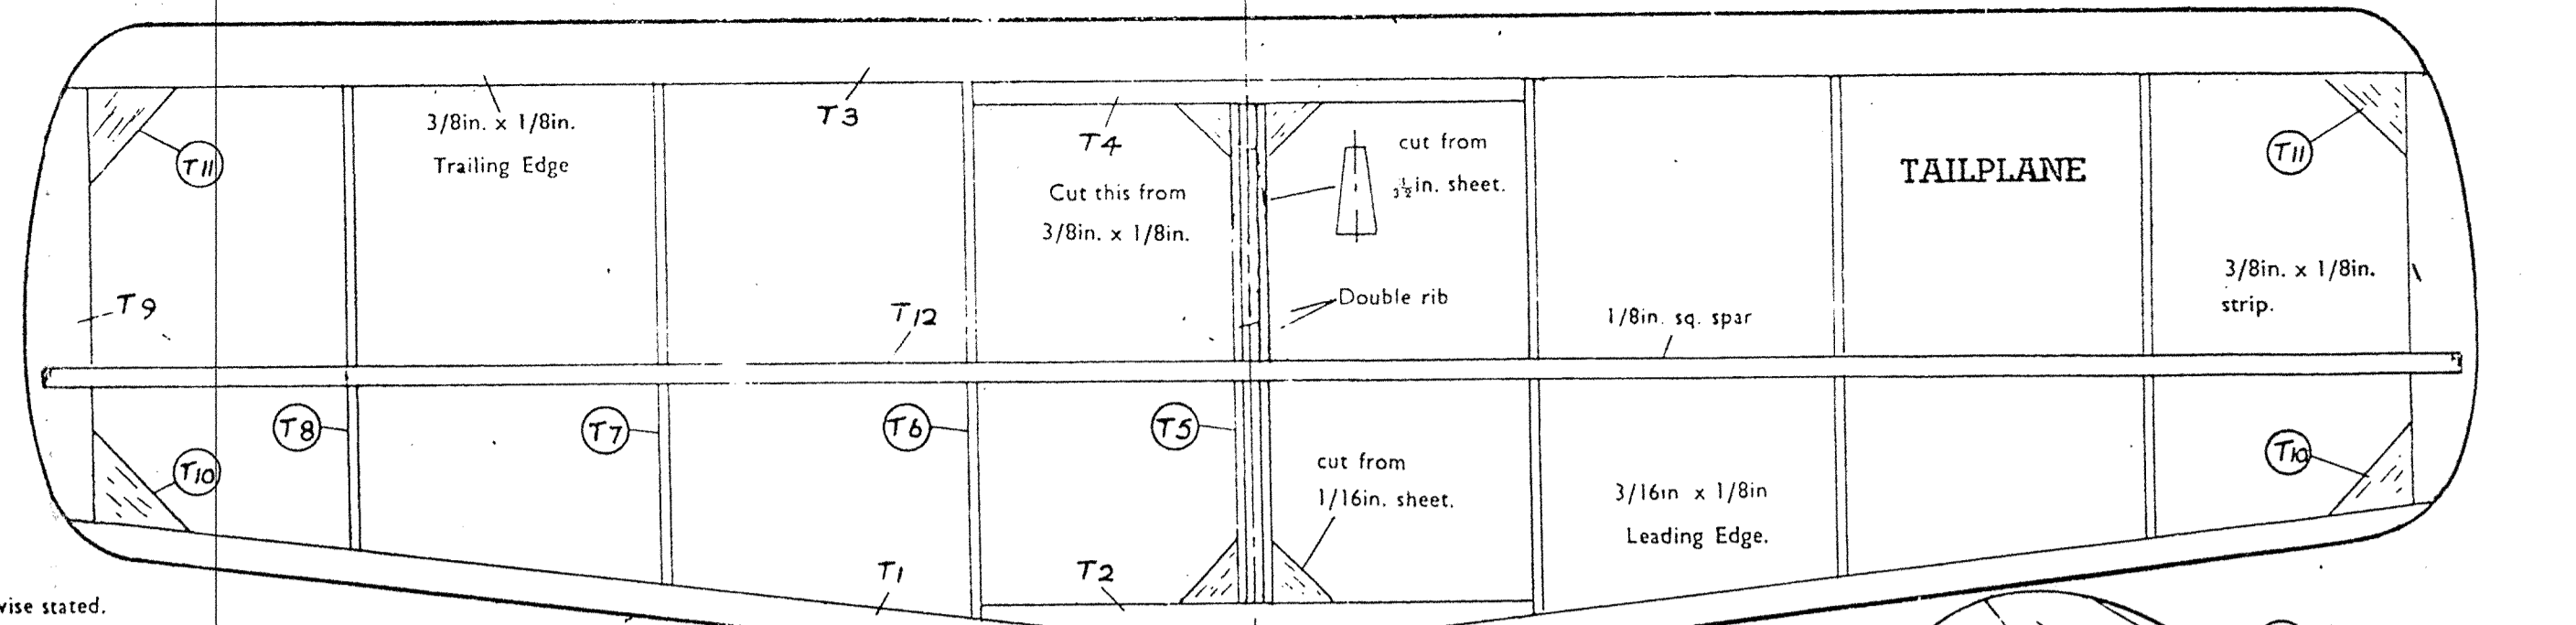 3/8in. x 1/8in.
Trailing Edge
T3
T4
Cut this from
3/8in. x 1/8in.
cut from
in. sheet.
TAILPLANE
T11
T11
3/8in. x 1/8in.
strip.
T9
T12
Double rib
1/8in. sq. spar
T8
T7
T6
T5
T10
T10
cut from
1/16in. sheet.
3/16in x 1/8in
Leading Edge.
T1
T2
wise stated.